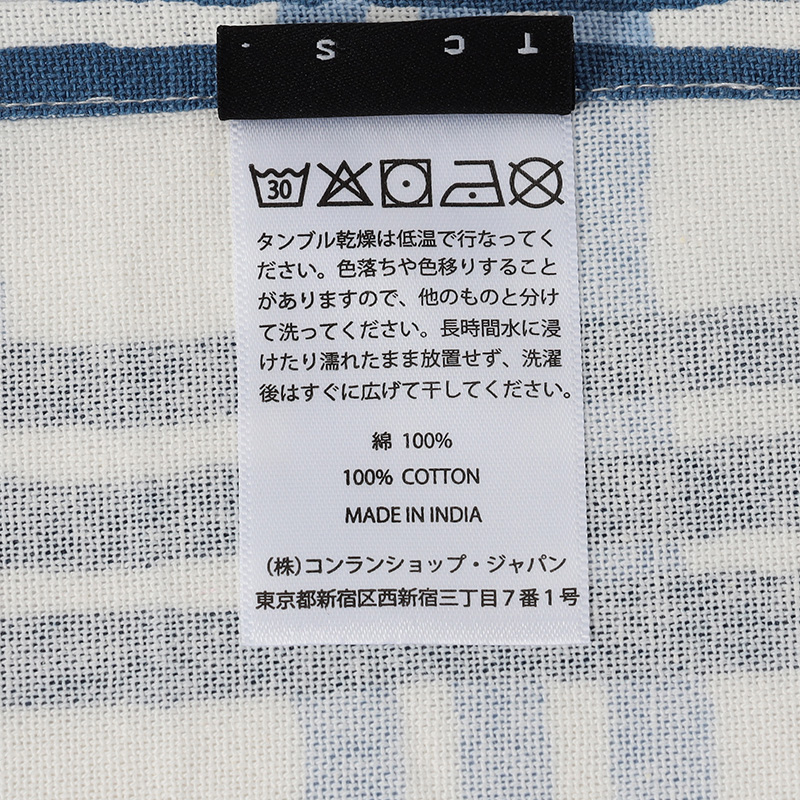 T C S .
30
タンブル乾燥は低温で行なってく
ださい。色落ちや色移りすること
がありますので、他のものと分け
て洗ってください。長時間水に浸
けたり濡れたまま放置せず、洗濯
後はすぐに広げて干してください。
綿 100%
100% COTTON
MADE IN INDIA
(株)コンランショップ・ジャパン
東京都新宿区西新宿三丁目7番1号